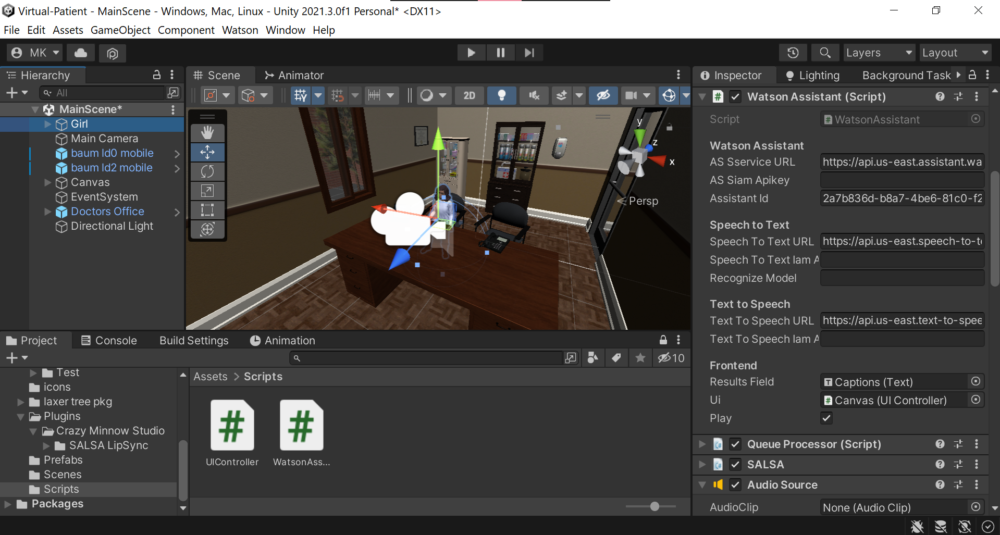 Virtual-Patient - MainScene - Windows, Mac, Linux - Unity 2021.3.0f1 Personal* <DX11>
File Edit Assets GameObject Component Watson Window Help
MK
Layers
Layout
Hierarchy
All
MainScene*
Girl
Main Camera
baum ld0 mobile
baum ld2 mobile
Canvas
EventSystem
Doctors Office
Directional Light
Scene
Animator
2D
y
z
x
Persp
Inspector
Lighting
Background Task
Watson Assistant (Script)
Script
WatsonAssistant
Watson Assistant
AS Sservice URL
https://api.us-east.assistant.wa
AS Siam Apikey
Assistant Id
2a7b836d-b8a7-4be6-81c0-f2
Speech to Text
Speech To Text URL
https://api.us-east.speech-to-t
Speech To Text Iam A
Recognize Model
Text to Speech
Text To Speech URL
https://api.us-east.text-to-spee
Text To Speech Iam A
Frontend
Results Field
Captions (Text)
Ui
Canvas (UI Controller)
Play
Queue Processor (Script)
SALSA
Audio Source
AudioClip
None (Audio Clip)
Project
Console
Build Settings
Animation
10
Test
icons
laxer tree pkg
Plugins
Crazy Minnow Studio
SALSA LipSync
Prefabs
Scenes
Scripts
Packages
Assets > Scripts
UIController
WatsonAss...